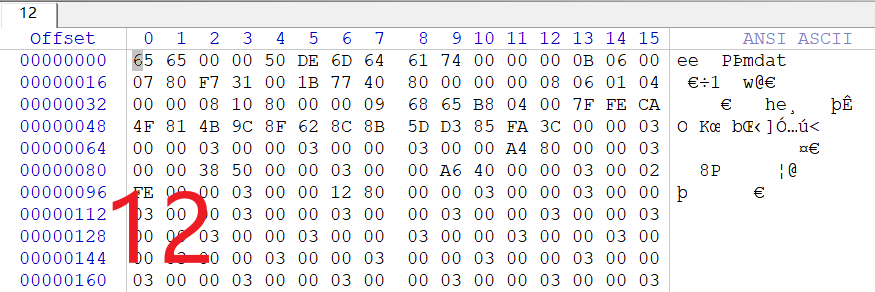 12
Offset 0 1 2 3 4 5 6 7 8 9 10 11 12 13 14 15 ANSI ASCII
00000000 65 65 00 00 50 DE 6D 64 61 74 00 00 00 0B 06 00 ee PÞmdat
00000016 07 80 F7 31 00 1B 77 40 80 00 00 00 08 06 01 04 €÷1 w@€
00000032 00 00 08 10 80 00 00 09 68 65 B8 04 00 7F FE CA € he¸ þÊ
00000048 4F 81 4B 9C 8F 62 8C 8B 5D D3 85 FA 3C 00 00 03 O Kœ bŒ‹]Ó…ú<
00000064 00 00 03 00 00 03 00 00 03 00 00 A4 80 00 00 03 ¤€
00000080 00 00 38 50 00 00 03 00 00 A6 40 00 00 03 00 02 8P ¦@
00000096 FE 00 00 03 00 00 12 80 00 00 03 00 00 03 00 00 þ €
00000112 03 00 00 03 00 00 03 00 00 03 00 00 03 00 00 03
00000128 00 00 03 00 00 03 00 00 03 00 00 03 00 00 03 00
00000144 00 03 00 00 03 00 00 03 00 00 03 00 00 03 00 00
00000160 03 00 00 03 00 00 03 00 00 03 00 00 03 00 00 03
12